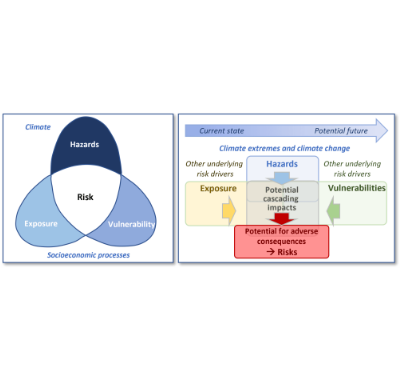 Climate
Hazards
Risk
Exposure
Vulnerability
Socioeconomic processes
Current state
Potential future
Climate extremes and climate change
Other underlying
risk drivers
Hazards
Other underlying
risk drivers
Exposure
Potential
cascading
impacts
Vulnerabilities
Potential for adverse
consequences
→ Risks